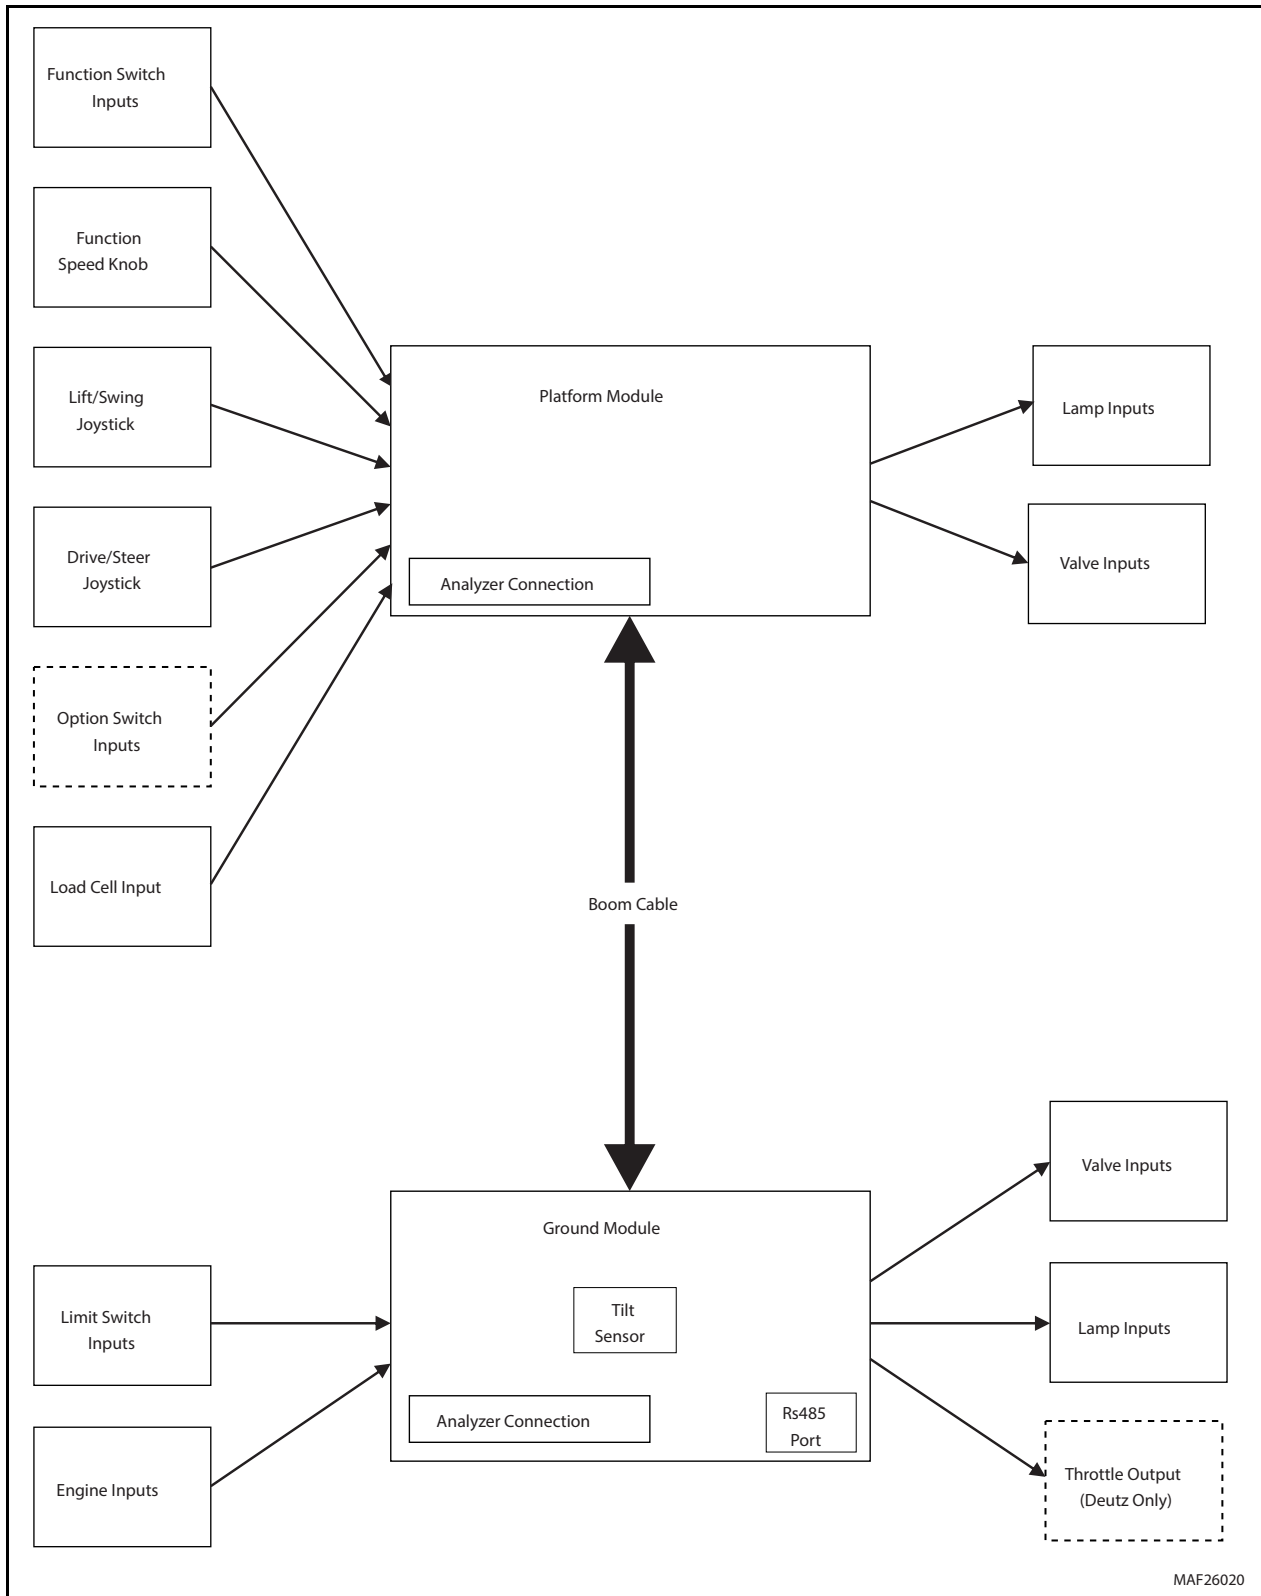 Function Switch
Inputs
Function
Speed Knob
Lift/Swing
Joystick
Drive/Steer
Joystick
Option Switch
Inputs
Load Cell Input
Platform Module
Analyzer Connection
Lamp Inputs
Valve Inputs
Boom Cable
Ground Module
Tilt
Sensor
Analyzer Connection
Rs485
Port
Limit Switch
Inputs
Engine Inputs
Valve Inputs
Lamp Inputs
Throttle Output
(Deutz Only)
MAF26020